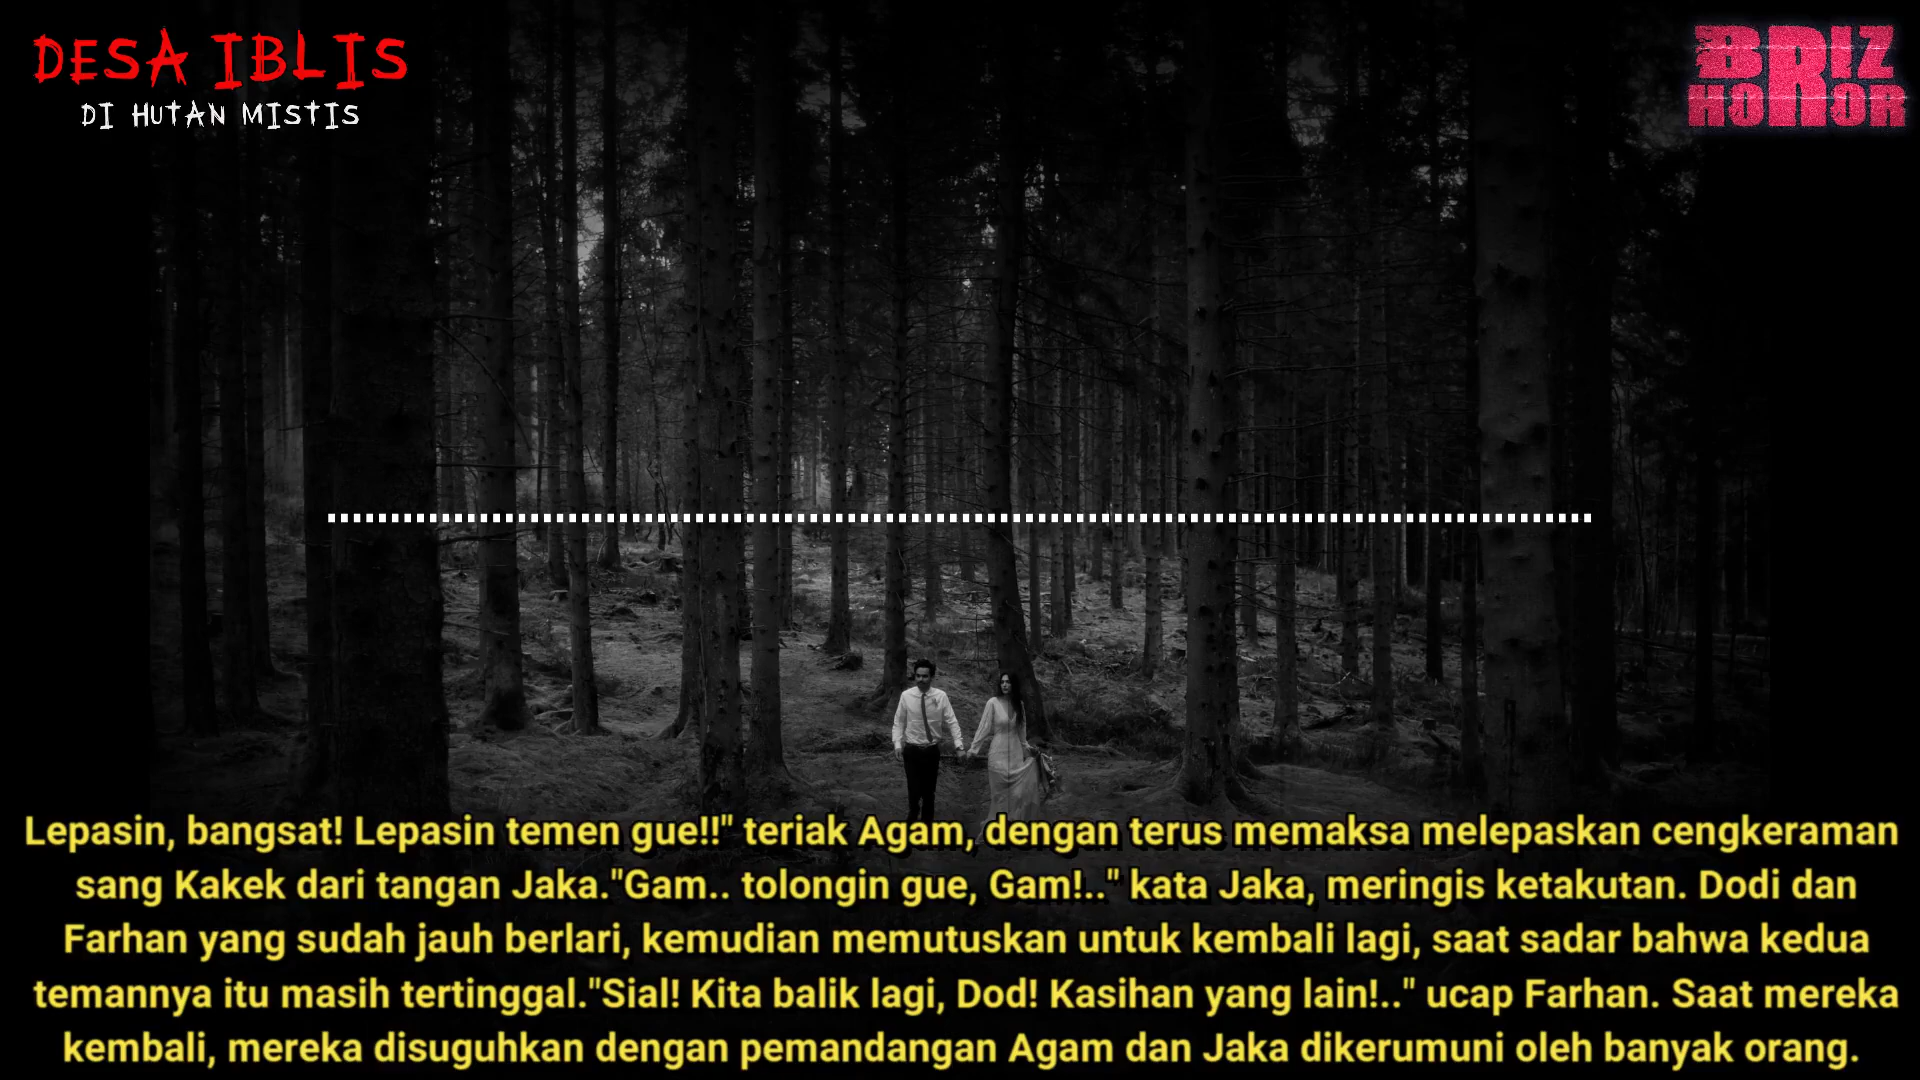 DESA IBLIS
DI HUTAN MISTIS
BRIZ
HORROR
Lepasin, bangsat! Lepasin temen gue!!" teriak Agam, dengan terus memaksa melepaskan cengkeraman
sang Kakek dari tangan Jaka."Gam.. tolongin gue, Gam!.." kata Jaka, meringis ketakutan. Dodi dan
Farhan yang sudah jauh berlari, kemudian memutuskan untuk kembali lagi, saat sadar bahwa kedua
temannya itu masih tertinggal."Sial! Kita balik lagi, Dod! Kasihan yang lain!.." ucap Farhan. Saat mereka
kembali, mereka disuguhkan dengan pemandangan Agam dan Jaka dikerumuni oleh banyak orang.